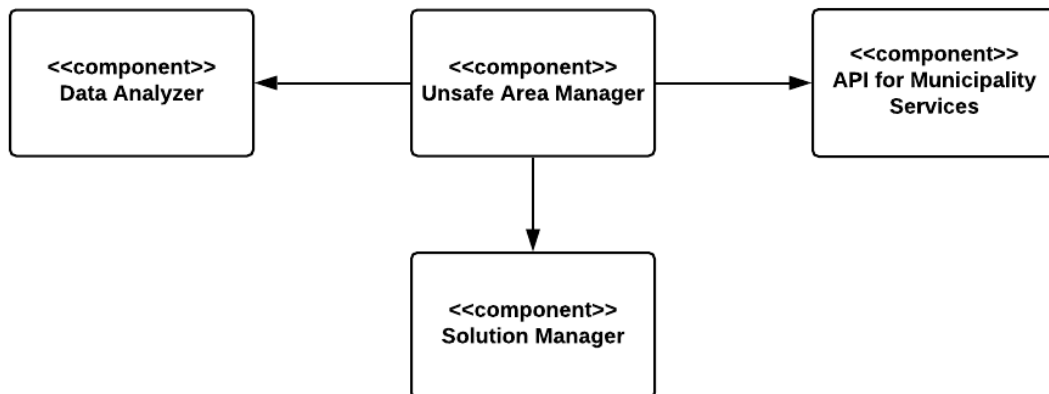 <<component>>
Data Analyzer
<<component>>
Unsafe Area Manager
<<component>>
API for Municipality
Services
<<component>>
Solution Manager